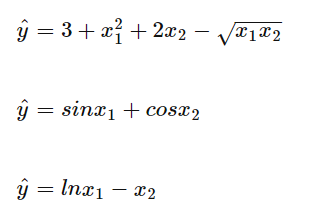 ŷ = 3 + x₁² + 2x₂ − √x₁x₂
ŷ = sinx₁ + cosx₂
ŷ = lnx₁ − x₂